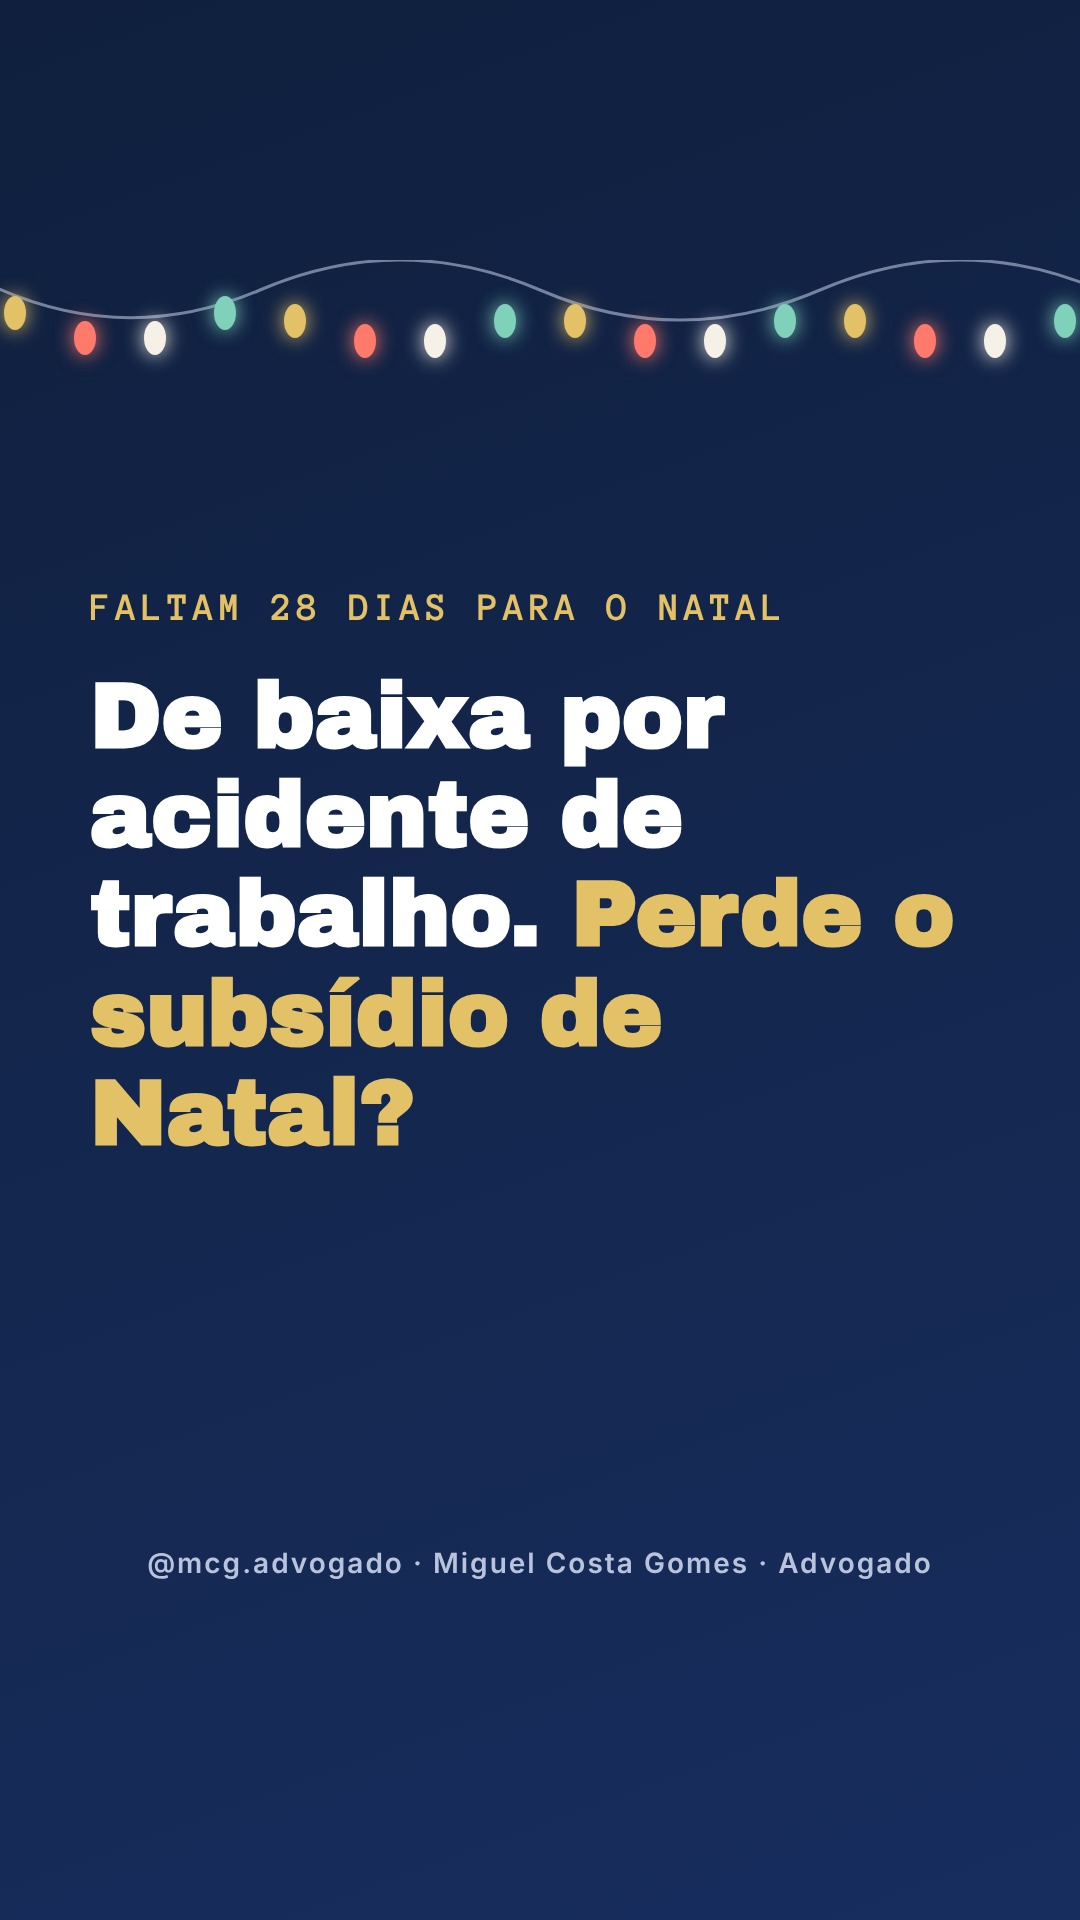 FALTAM 28 DIAS PARA O NATAL
De baixa por
acidente de
trabalho. Perde o
subsídio de
Natal?
@mcg.advogado · Miguel Costa Gomes · Advogado